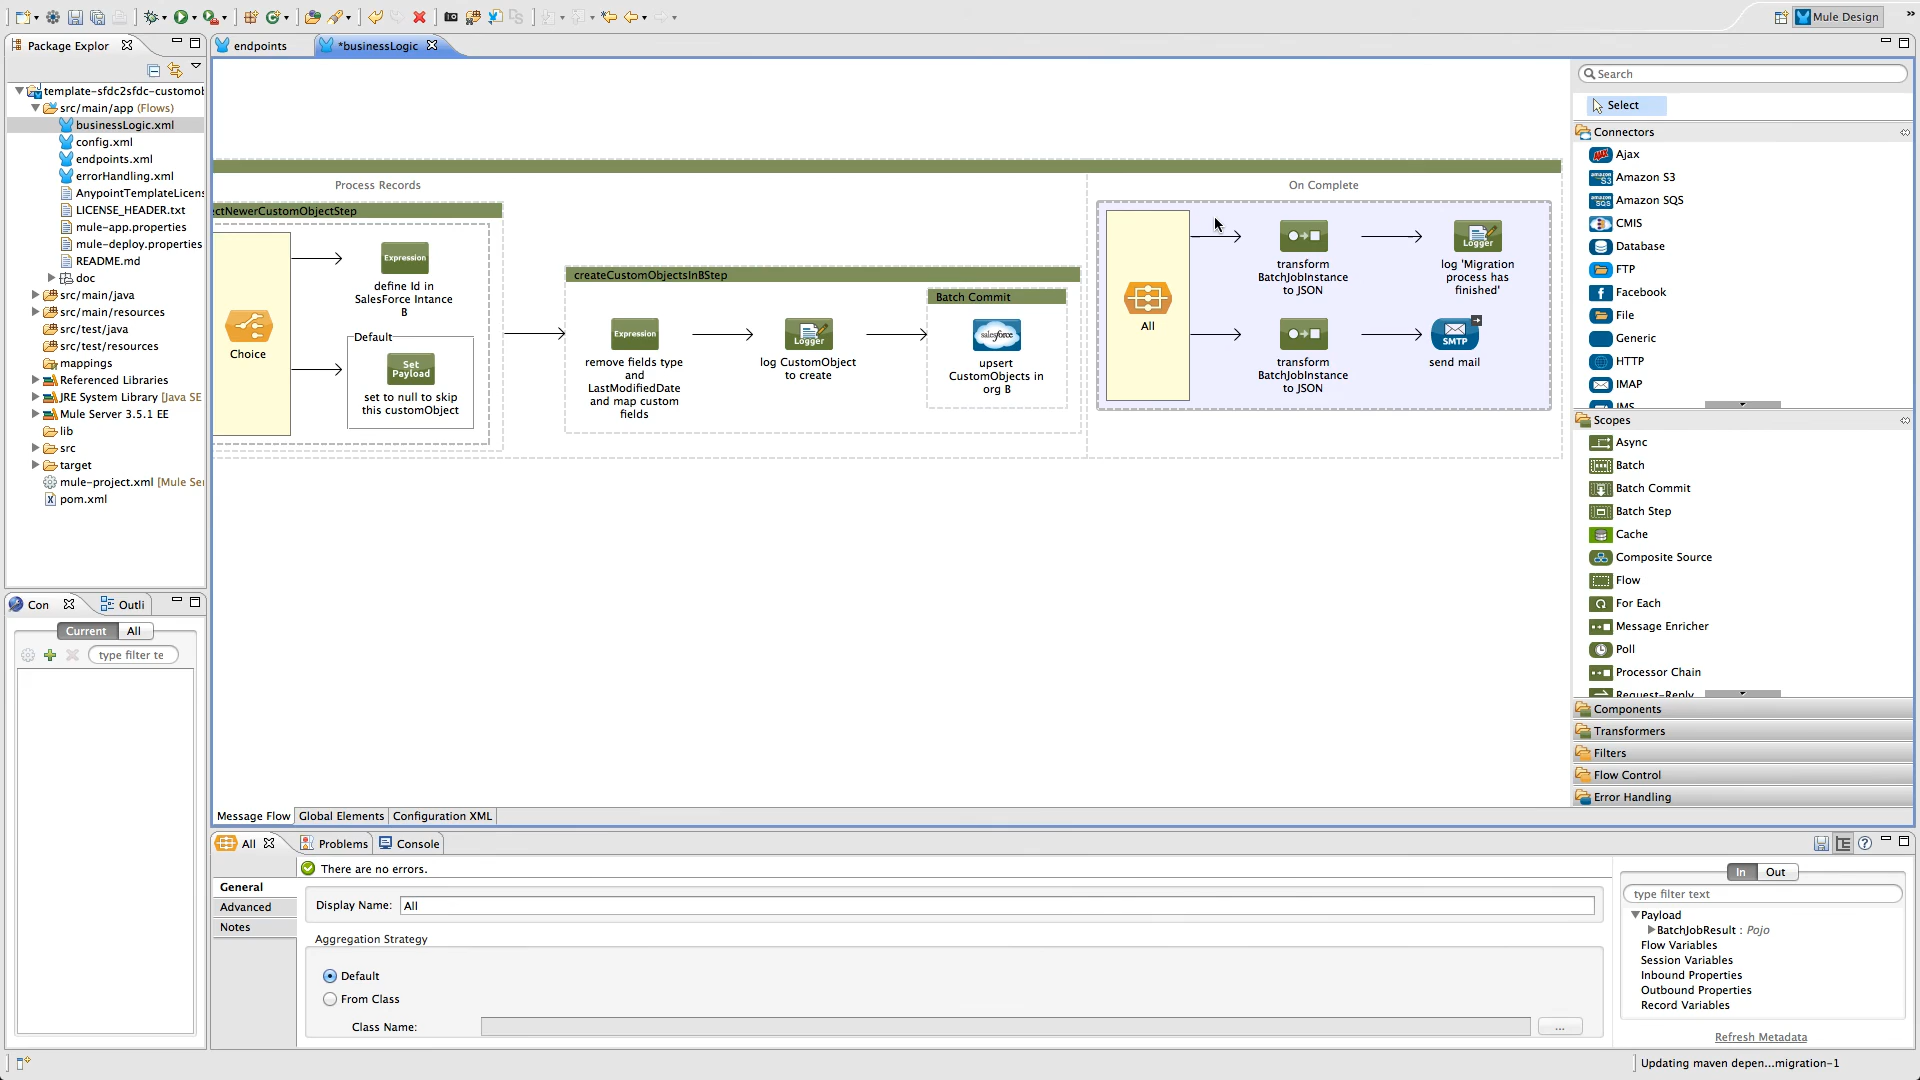 Mule Design
Package Explor
endpoints
*businessLogic
template-sfdc2sfdc-customob
src/main/app (Flows)
businessLogic.xml
config.xml
endpoints.xml
errorHandling.xml
AnypointTemplateLicens
LICENSE_HEADER.txt
mule-app.properties
mule-deploy.properties
README.md
doc
src/main/java
src/main/resources
src/test/java
src/test/resources
mappings
Referenced Libraries
JRE System Library [Java SE
Mule Server 3.5.1 EE
lib
src
target
mule-project.xml [Mule Ser
pom.xml
Con
Outli
Current
All
type filter te
Process Records
ectNewerCustomObjectStep
Choice
Expression
define Id in
SalesForce Intance
B
Default
Set
Payload
set to null to skip
this customObject
createCustomObjectsInBStep
Expression
remove fields type
and
LastModifiedDate
and map custom
fields
Logger
log CustomObject
to create
Batch Commit
salesforce
upsert
CustomObjects in
org B
On Complete
All
transform
BatchJobInstance
to JSON
Logger
log 'Migration
process has
finished'
transform
BatchJobInstance
to JSON
SMTP
send mail
Search
Select
Connectors
Ajax
Amazon S3
Amazon SQS
CMIS
Database
FTP
Facebook
File
Generic
HTTP
IMAP
JMS
Scopes
Async
Batch
Batch Commit
Batch Step
Cache
Composite Source
Flow
For Each
Message Enricher
Poll
Processor Chain
Request-Reply
Components
Transformers
Filters
Flow Control
Error Handling
Message Flow
Global Elements
Configuration XML
All
Problems
Console
There are no errors.
General
Advanced
Notes
Display Name:
All
Aggregation Strategy
Default
From Class
Class Name:
...
In
Out
type filter text
Payload
BatchJobResult : Pojo
Flow Variables
Session Variables
Inbound Properties
Outbound Properties
Record Variables
Refresh Metadata
Updating maven depen...migration-1